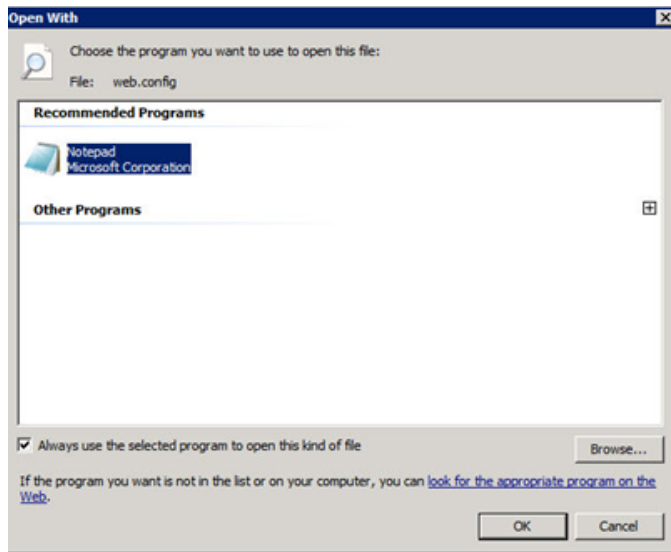 Open With
Choose the program you want to use to open this file:
File: web.config
Recommended Programs
Notepad
Microsoft Corporation
Other Programs
Always use the selected program to open this kind of file
Browse...
If the program you want is not in the list or on your computer, you can look for the appropriate program on the
Web.
OK Cancel